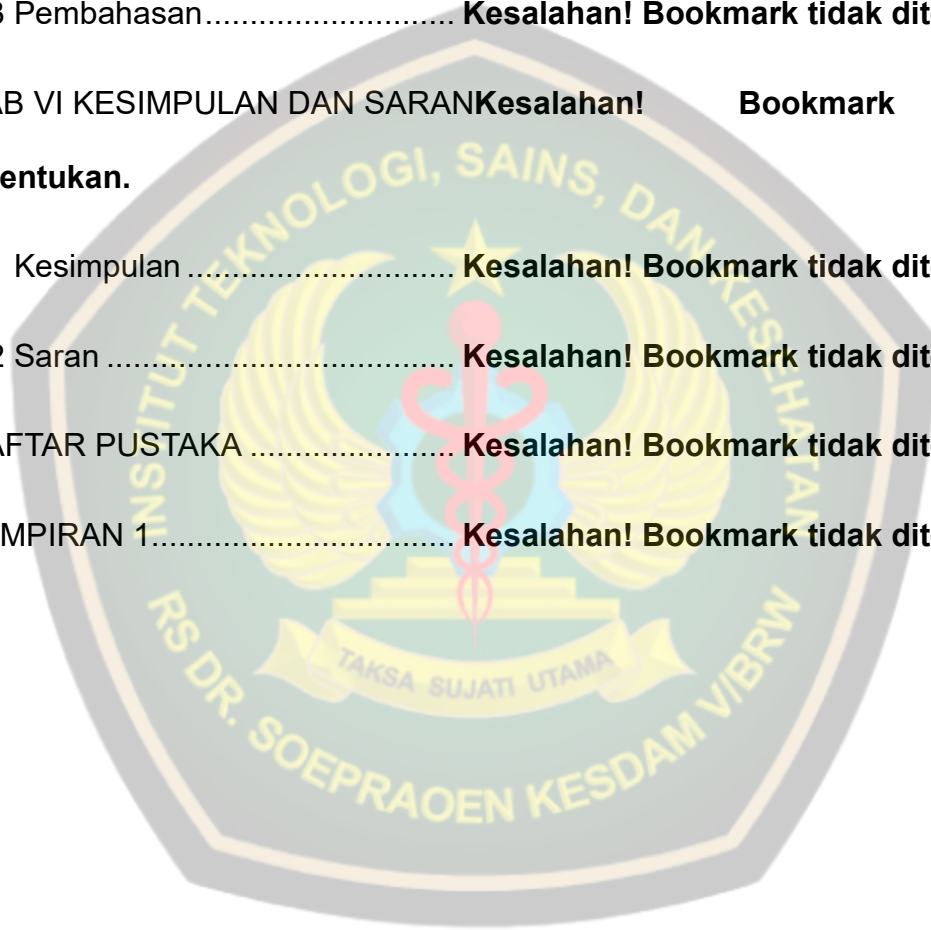 3 Pembahasan............................. Kesalahan! Bookmark tidak dit
AB VI KESIMPULAN DAN SARANKesalahan! Bookmark
entukan.
Kesimpulan ............................... Kesalahan! Bookmark tidak dit
2 Saran ........................................ Kesalahan! Bookmark tidak dit
AFTAR PUSTAKA ........................ Kesalahan! Bookmark tidak dit
MPIRAN 1................................... Kesalahan! Bookmark tidak dit
INSTITUT TEKNOLOGI, SAINS, DAN KESEHATAN
TAKSA SUJATI UTAMA
RS DR. SOEPRAOEN KESDAM V/BRW